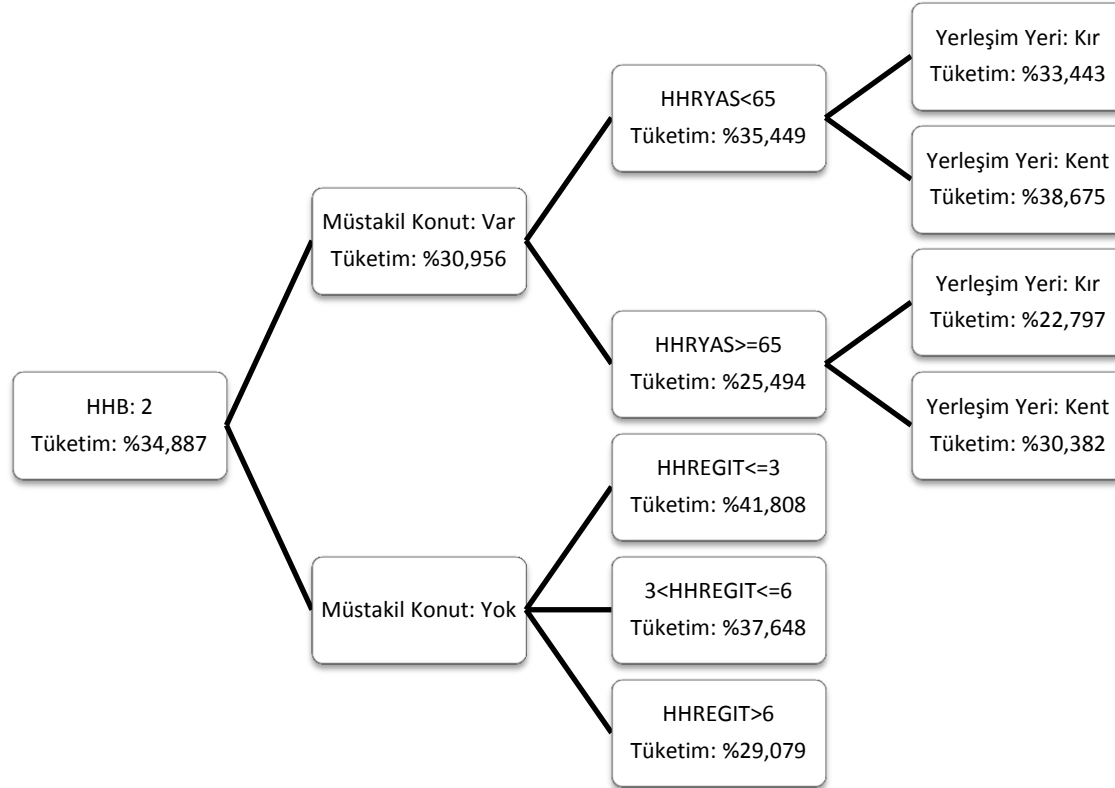 HHB: 2
Tüketim: %34,887
Müstakil Konut: Var
Tüketim: %30,956
HHRYAS<65
Tüketim: %35,449
Yerleşim Yeri: Kır
Tüketim: %33,443
Yerleşim Yeri: Kent
Tüketim: %38,675
HHRYAS>=65
Tüketim: %25,494
Yerleşim Yeri: Kır
Tüketim: %22,797
Yerleşim Yeri: Kent
Tüketim: %30,382
Müstakil Konut: Yok
HHREGIT<=3
Tüketim: %41,808
3<HHREGIT<=6
Tüketim: %37,648
HHREGIT>6
Tüketim: %29,079